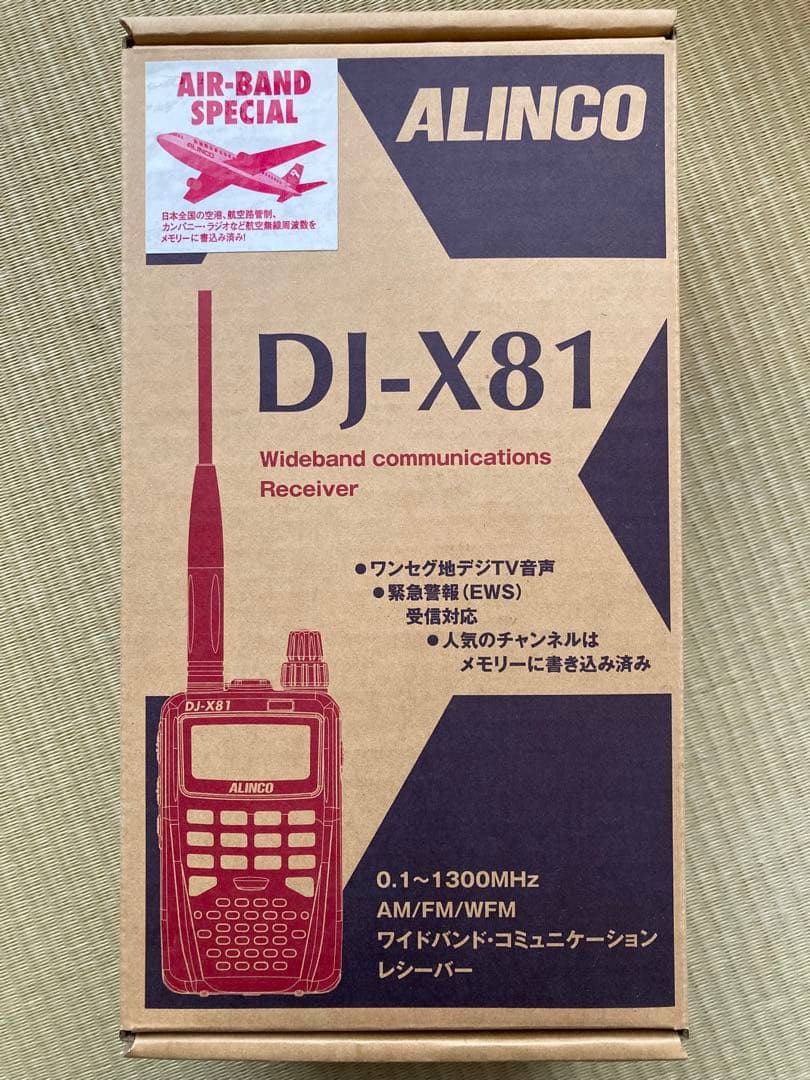 AIR-BAND
SPECIAL
ALINCO
日本全国の空港、航空路管制、
カンパニー・ラジオなど航空無線周波数を
メモリーに書込み済み!
ALINCO
DJ-X81
Wideband communications
Receiver
●ワンセグ地デジTV音声
●緊急警報(EWS)
受信対応
●人気のチャンネルは
メモリーに書き込み済み
DJ-X81
ALINCO
0.1～1300MHz
AM/FM/WFM
ワイドバンド・コミュニケーション
レシーバー